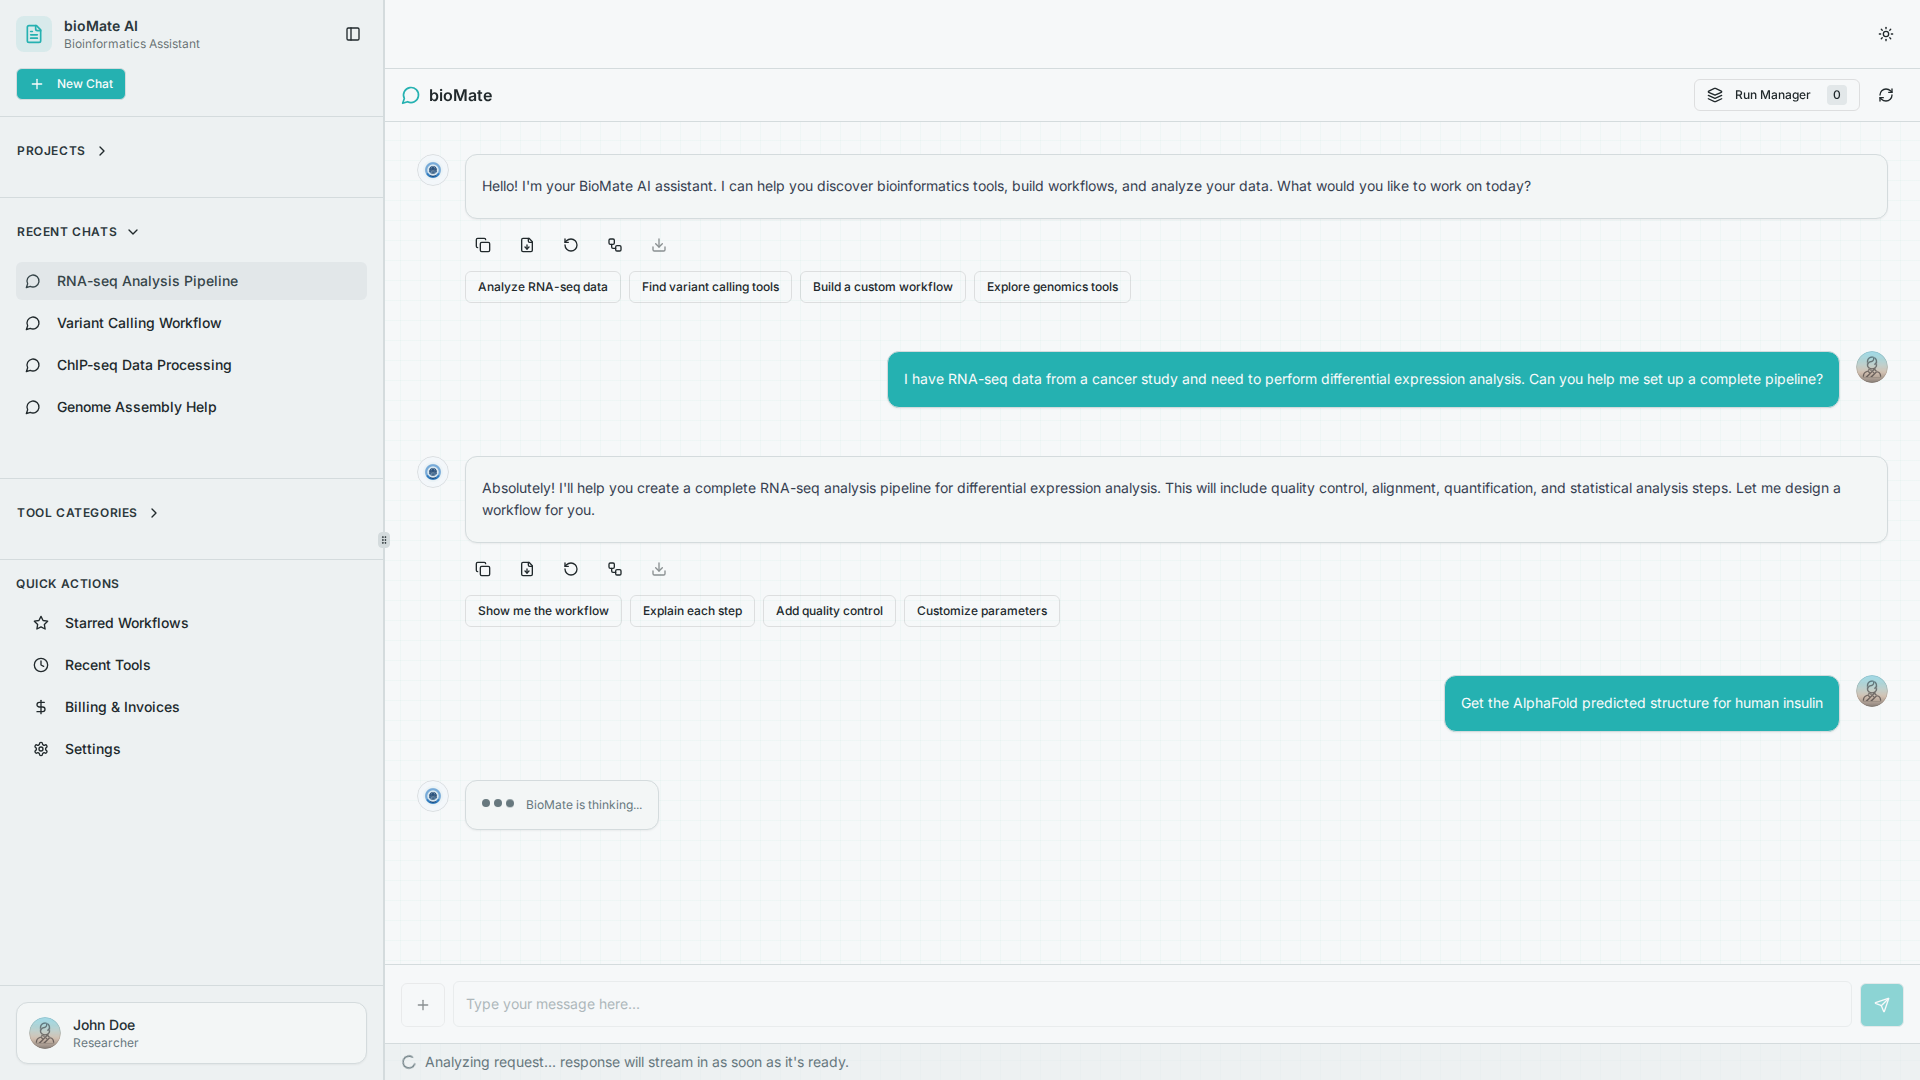 bioMate AI
Bioinformatics Assistant
New Chat
PROJECTS
RECENT CHATS
RNA-seq Analysis Pipeline
Variant Calling Workflow
ChIP-seq Data Processing
Genome Assembly Help
TOOL CATEGORIES
QUICK ACTIONS
Starred Workflows
Recent Tools
Billing & Invoices
Settings
John Doe
Researcher
bioMate
Run Manager 0
Hello! I'm your BioMate AI assistant. I can help you discover bioinformatics tools, build workflows, and analyze your data. What would you like to work on today?
Analyze RNA-seq data
Find variant calling tools
Build a custom workflow
Explore genomics tools
I have RNA-seq data from a cancer study and need to perform differential expression analysis. Can you help me set up a complete pipeline?
Absolutely! I'll help you create a complete RNA-seq analysis pipeline for differential expression analysis. This will include quality control, alignment, quantification, and statistical analysis steps. Let me design a
workflow for you.
Show me the workflow
Explain each step
Add quality control
Customize parameters
Get the AlphaFold predicted structure for human insulin
BioMate is thinking...
Type your message here...
Analyzing request... response will stream in as soon as it's ready.